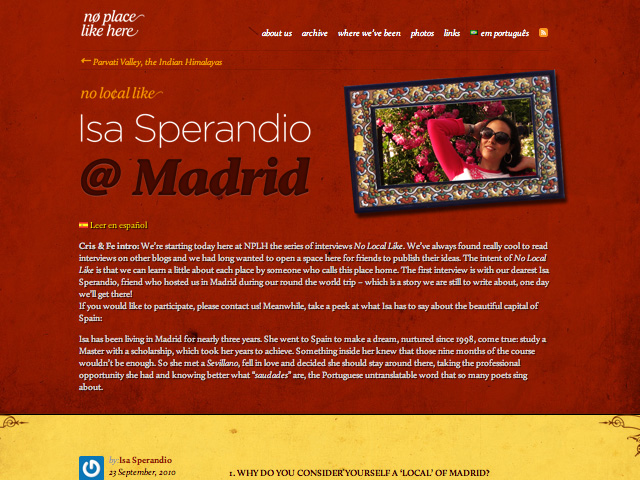 nø place
like here
about us archive where we've been photos links em português
← Parvati Valley, the Indian Himalayas
no lo¢al like
Isa Sperandio
@ Madrid
Leer en español
Cris & Fe intro: We're starting today here at NPLH the series of interviews No Local Like. We've always found really cool to read
interviews on other blogs and we had long wanted to open a space here for friends to publish their ideas. The intent of No Local
Like is that we can learn a little about each place by someone who calls this place home. The first interview is with our dearest Isa
Sperandio, friend who hosted us in Madrid during our round the world trip – which is a story we are still to write about, one day
we'll get there!
If you would like to participate, please contact us! Meanwhile, take a peek at what Isa has to say about the beautiful capital of
Spain:
Isa has been living in Madrid for nearly three years. She went to Spain to make a dream, nurtured since 1998, come true: study a
Master with a scholarship, which took her years to achieve. Something inside her knew that those nine months of the course
wouldn't be enough. So she met a Sevillano, fell in love and decided she should stay around there, taking the professional
opportunity she had and knowing better what "saudades" are, the Portuguese untranslatable word that so many poets sing
about.
by: Isa Sperandio
23 September, 2010
1. WHY DO YOU CONSIDER YOURSELF A 'LOCAL' OF MADRID?